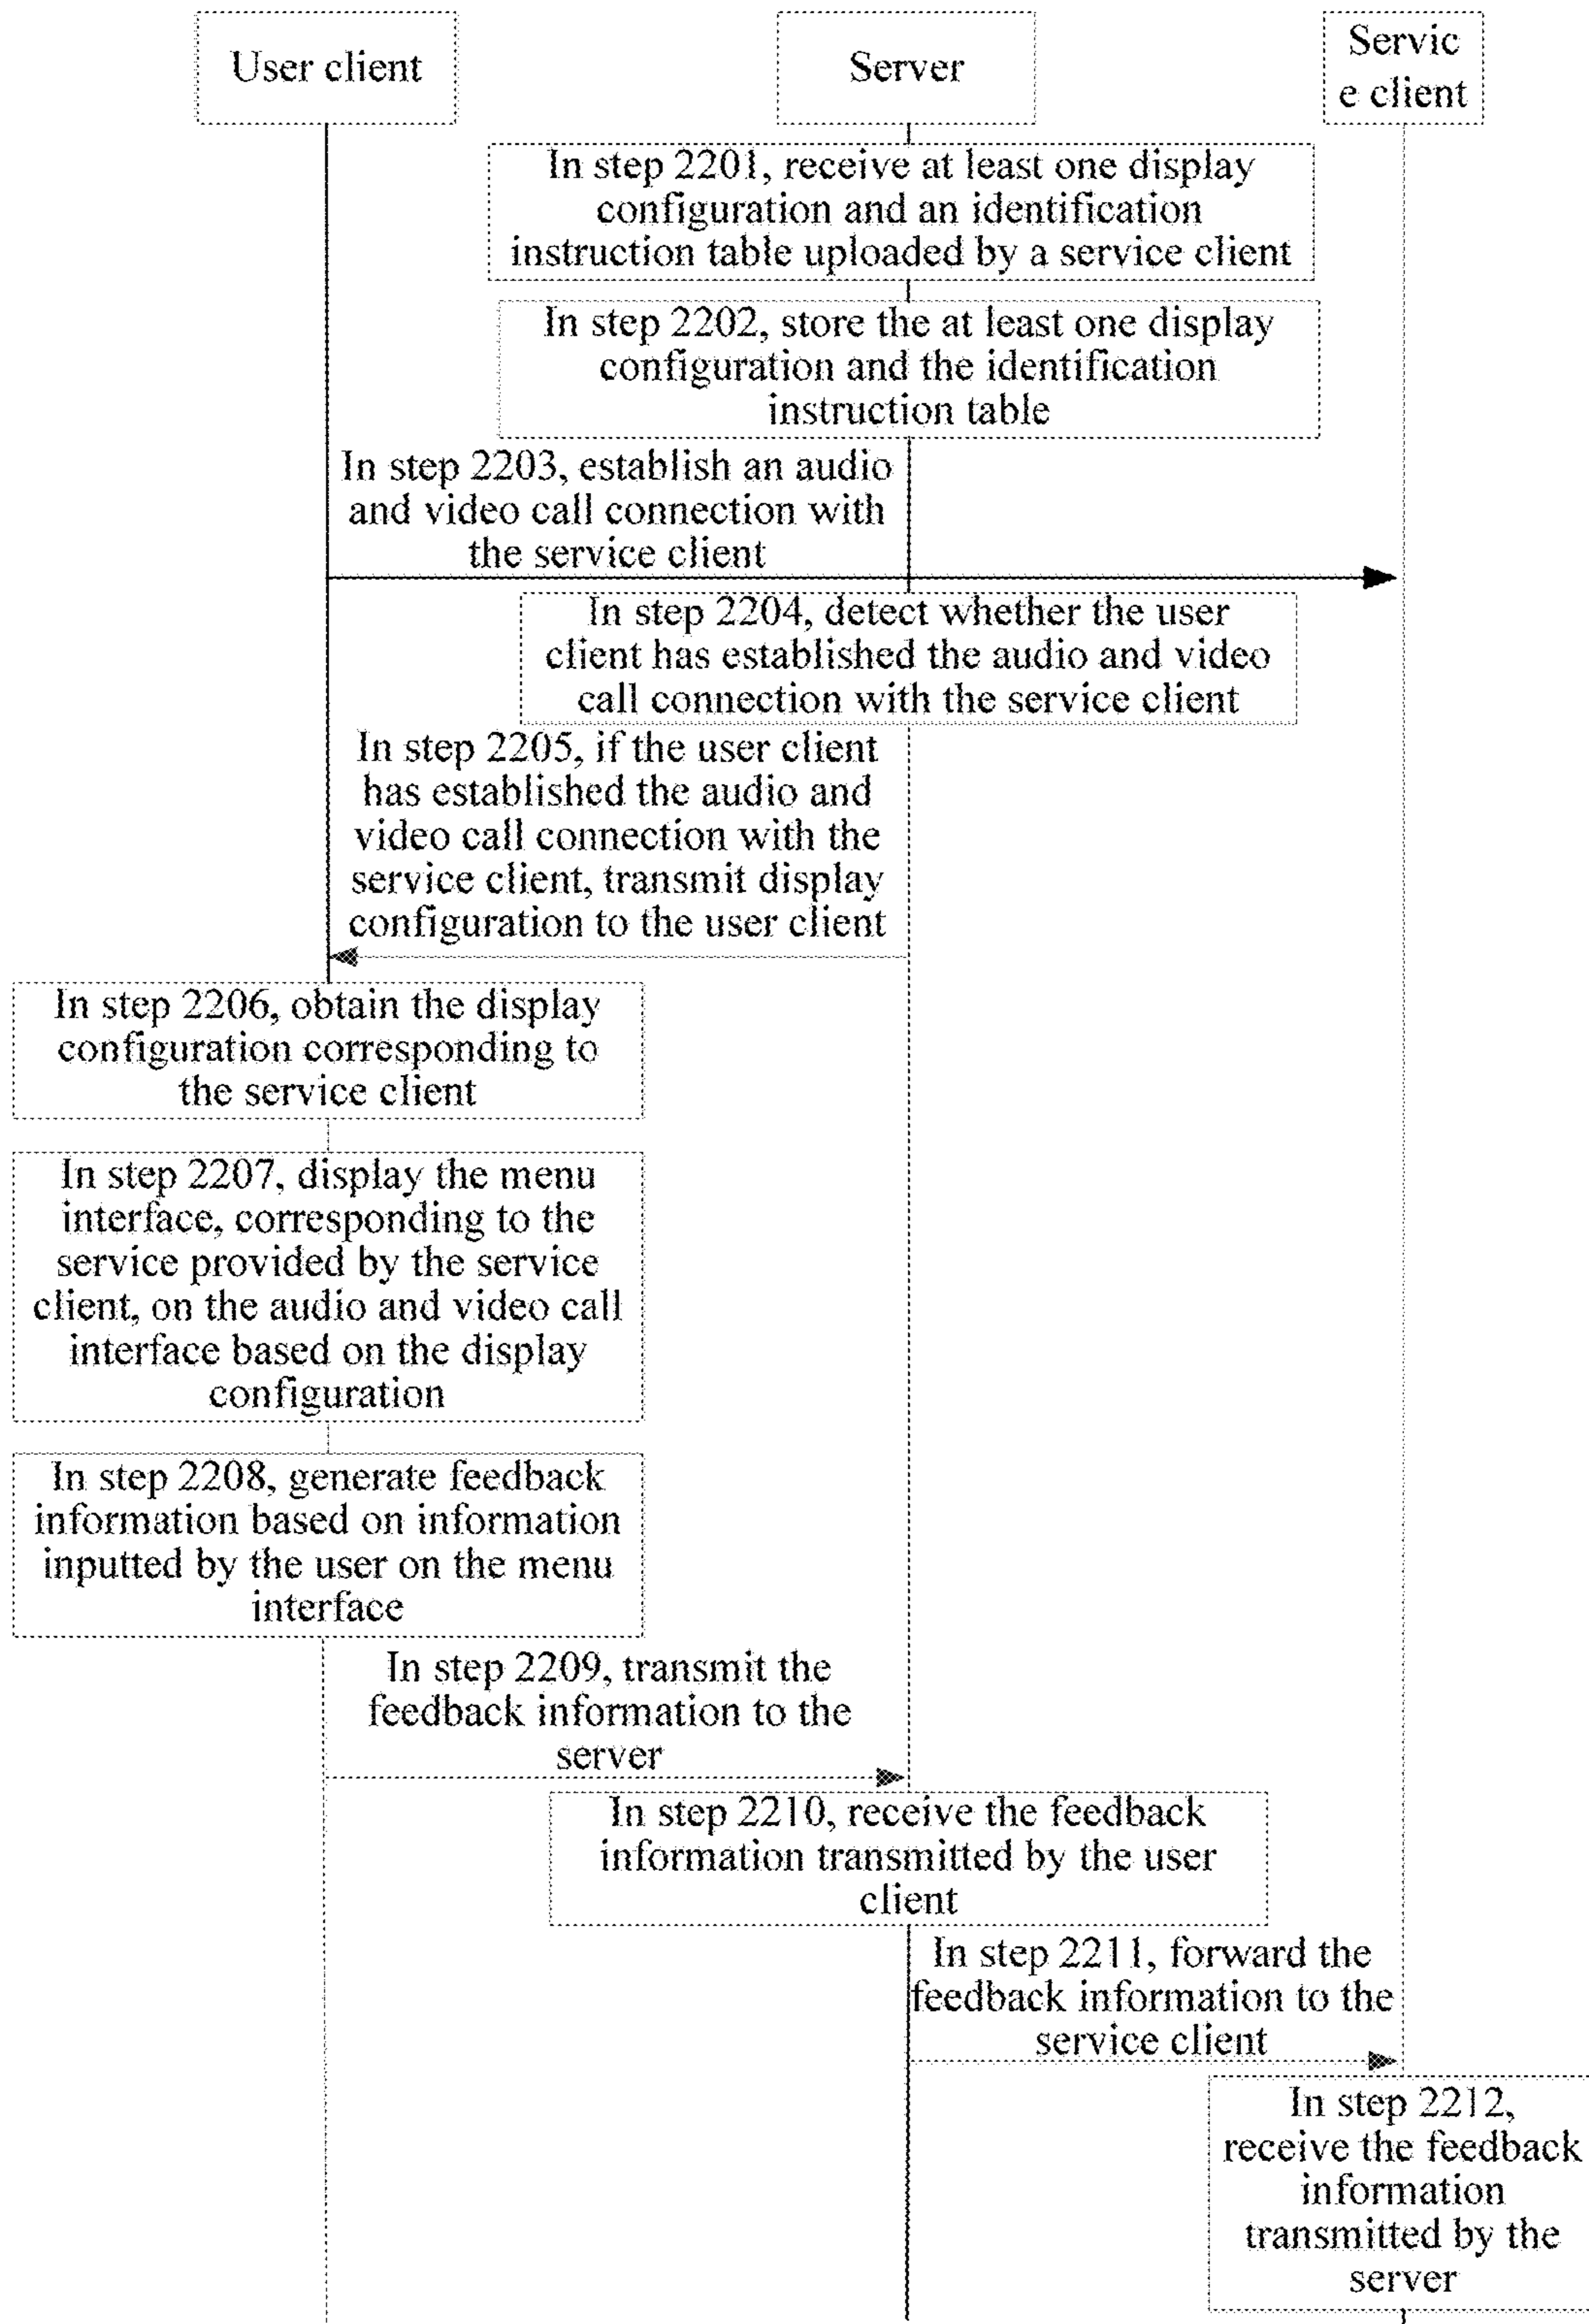 User client
Server
Servic
e client
In step 2201, receive at least one display
configuration and an identification
instruction table uploaded by a service client
In step 2202, store the at least one display
configuration and the identification
instruction table
In step 2203, establish an audio
and video call connection with
the service client
In step 2204, detect whether the user
client has established the audio and video
call connection with the service client
In step 2205, if the user client
has established the audio and
video call connection with the
service client, transmit display
configuration to the user client
In step 2206, obtain the display
configuration corresponding to
the service client
In step 2207, display the menu
interface, corresponding to the
service provided by the service
client, on the audio and video call
interface based on the display
configuration
In step 2208, generate feedback
information based on information
inputted by the user on the menu
interface
In step 2209, transmit the
feedback information to the
server
In step 2210, receive the feedback
information transmitted by the user
client
In step 2211, forward the
feedback information to the
service client
In step 2212,
receive the feedback
information
transmitted by the
server